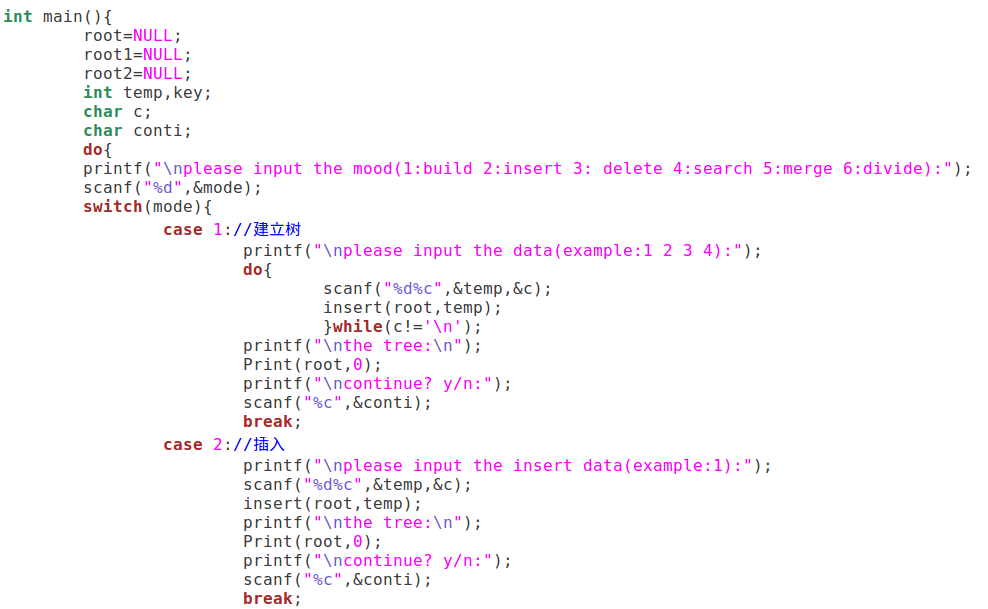 int main(){
        root=NULL;
        root1=NULL;
        root2=NULL;
        int temp,key;
        char c;
        char conti;
        do{
        printf("\nplease input the mood(1:build 2:insert 3: delete 4:search 5:merge 6:divide):");
        scanf("%d",&mode);
        switch(mode){
                case 1://建立树
                        printf("\nplease input the data(example:1 2 3 4):");
                        do{
                                scanf("%d%c",&temp,&c);
                                insert(root,temp);
                                }while(c!='\n');
                        printf("\nthe tree:\n");
                        Print(root,0);
                        printf("\ncontinue? y/n:");
                        scanf("%c",&conti);
                        break;
                case 2://插入
                        printf("\nplease input the insert data(example:1):");
                        scanf("%d%c",&temp,&c);
                        insert(root,temp);
                        printf("\nthe tree:\n");
                        Print(root,0);
                        printf("\ncontinue? y/n:");
                        scanf("%c",&conti);
                        break;